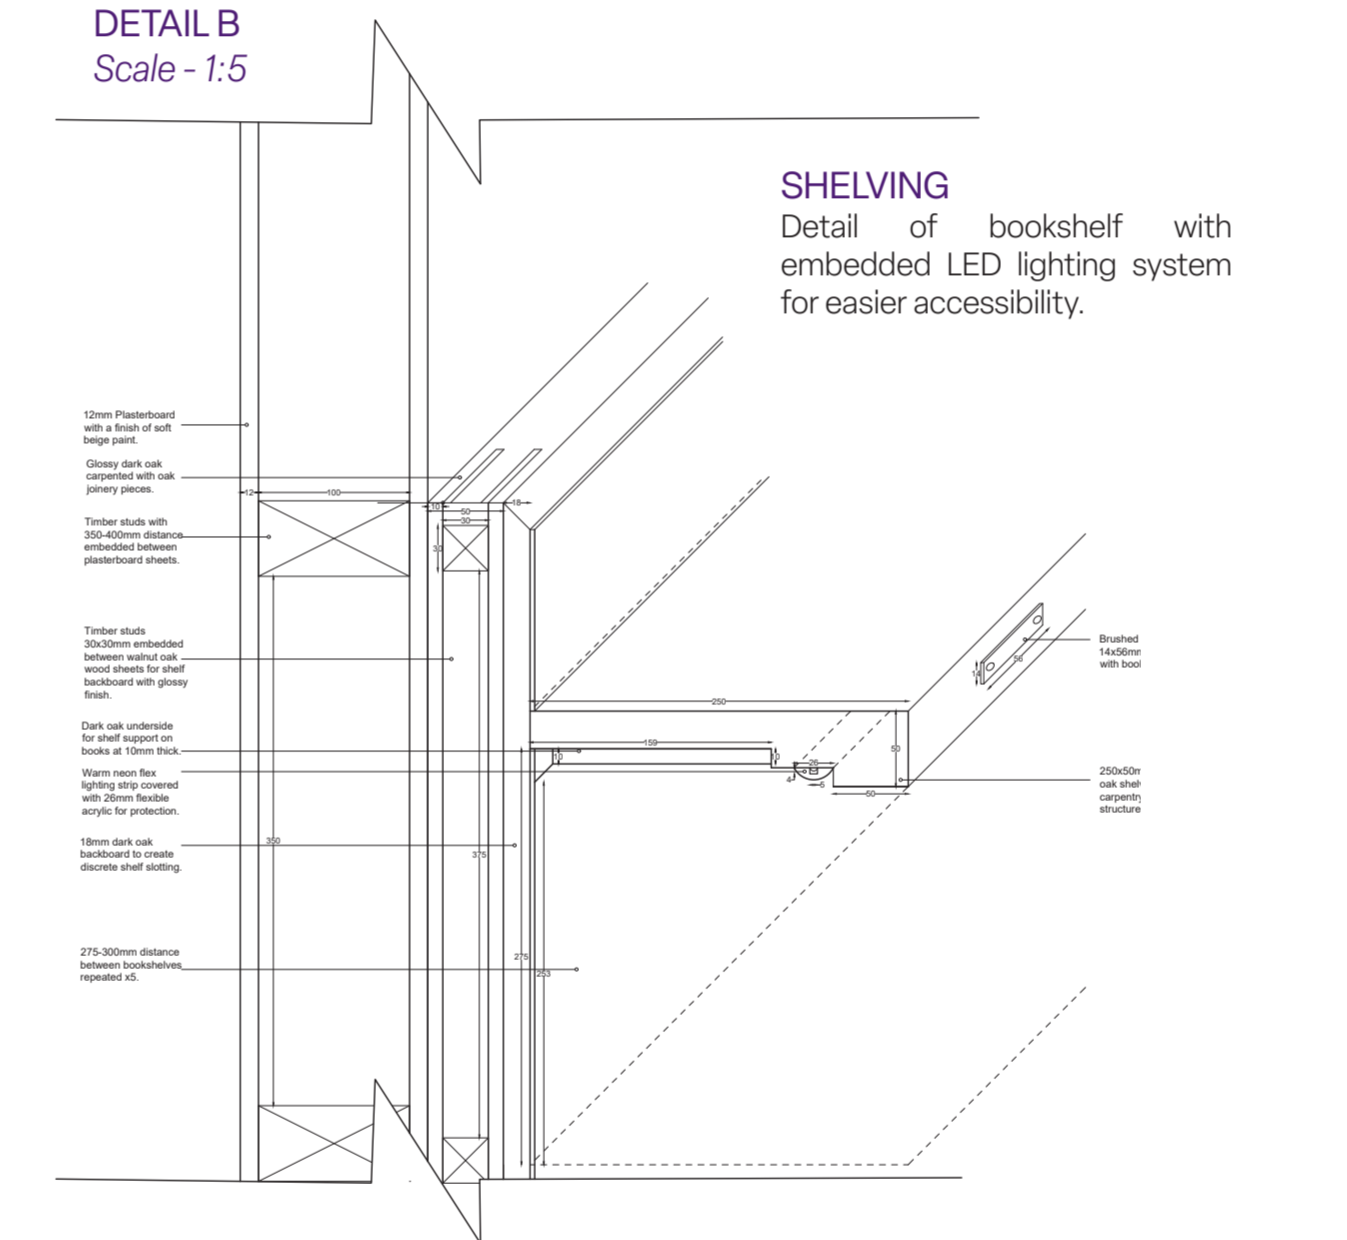 DETAIL B
Scale - 1:5
SHELVING
Detail of bookshelf with
embedded LED lighting system
for easier accessibility.
12mm Plasterboard
with a finish of soft
beige paint.
Glossy dark oak
carpented with oak
joinery pieces.
12
100
10
50
18
30
30
Timber studs with
350-400mm distance
embedded between
plasterboard sheets.
Timber studs
30x30mm embedded
between walnut oak
wood sheets for shelf
backboard with glossy
finish.
Brushed
14x56mm
with book
14
56
250
Dark oak underside
for shelf support on
books at 10mm thick.
159
10
10
50
Warm neon flex
lighting strip covered
with 26mm flexible
acrylic for protection.
26
4
5
50
250x50m
oak shelv
carpentry
structure
18mm dark oak
backboard to create
discrete shelf slotting.
350
375
275-300mm distance
between bookshelves
repeated x5.
275
253